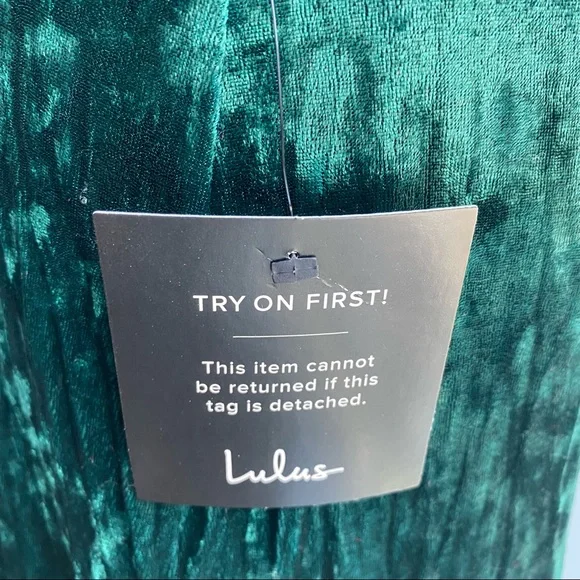 TRY ON FIRST!
This item cannot
be returned if this
tag is detached.
Lulus